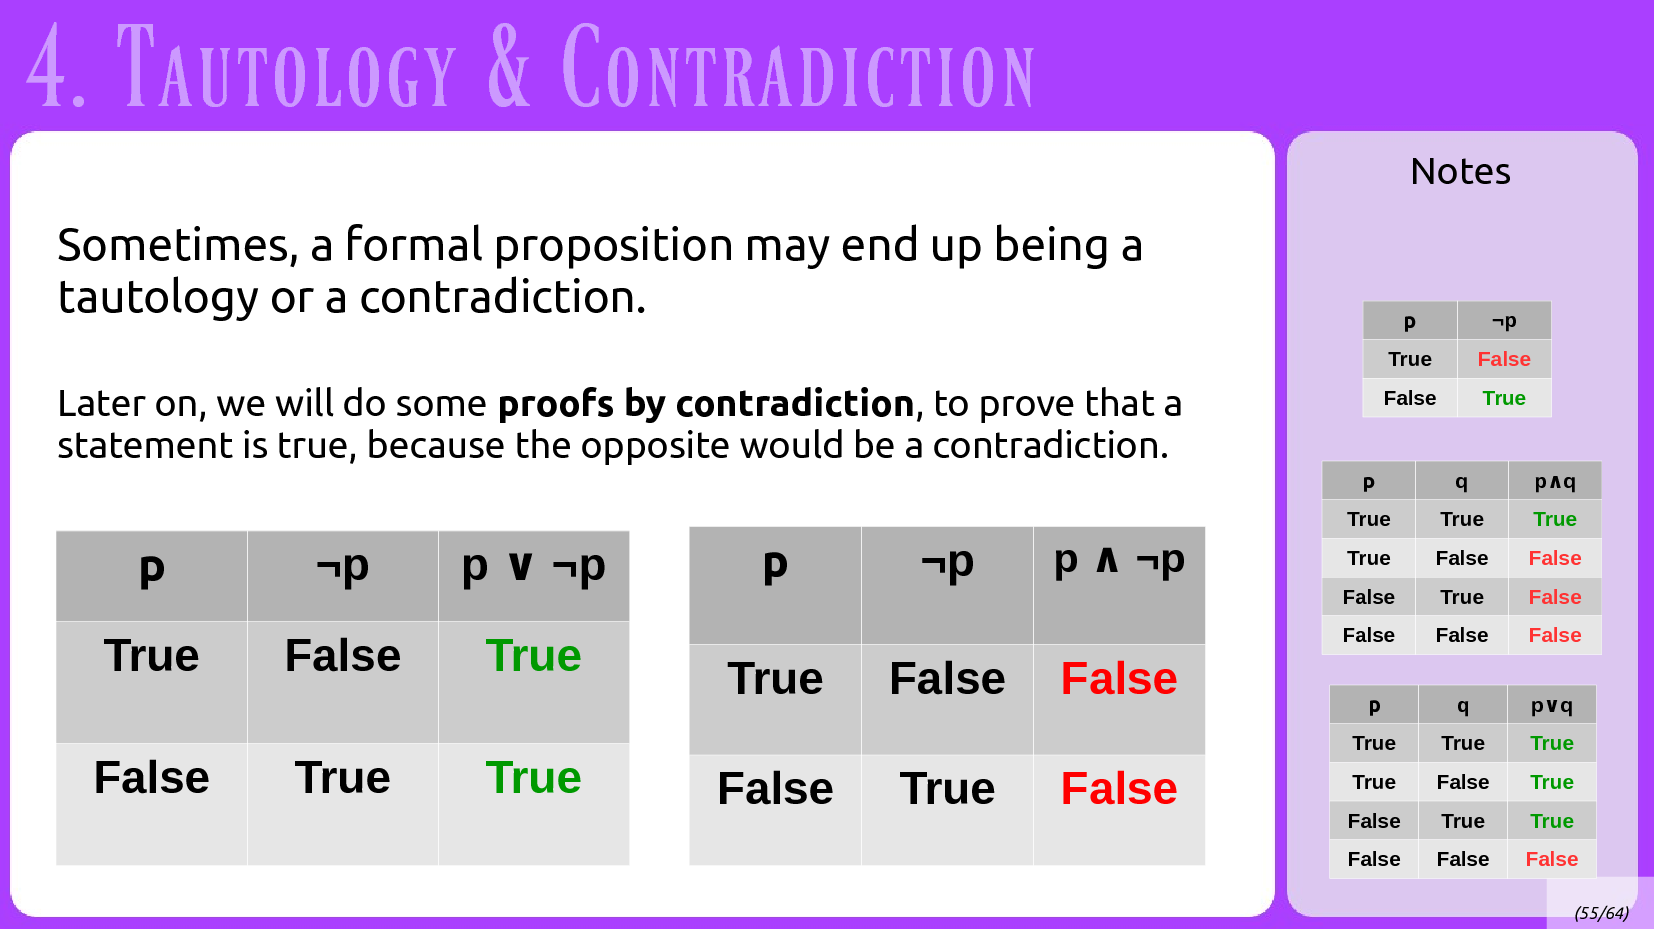 4. Tautology & Contradiction
Sometimes, a formal proposition may end up being a
tautology or a contradiction.
Later on, we will do some proofs by contradiction, to prove that a
statement is true, because the opposite would be a contradiction.
p ¬p p ∨ ¬p
True False True
False True True
p ¬p p ∧ ¬p
True False False
False True False
Notes
p ¬p
True False
False True
p q p∧q
True True True
True False False
False True False
False False False
p q p∨q
True True True
True False True
False True True
False False False
(55/64)